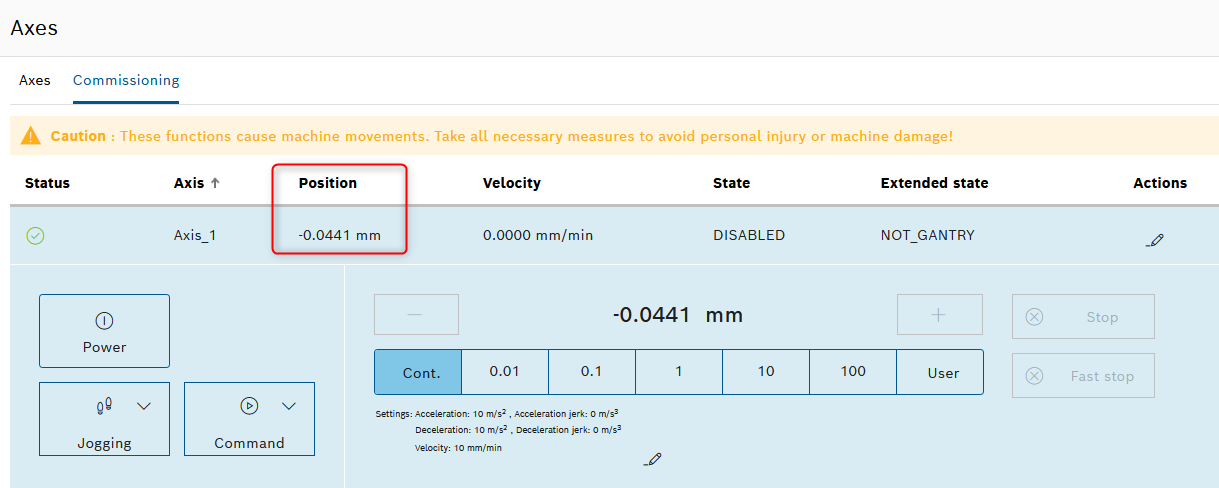 Axes
Axes Commissioning
Caution : These functions cause machine movements. Take all necessary measures to avoid personal injury or machine damage!
Status Axis Position Velocity State Extended state Actions
Axis_1 -0.0441 mm 0.0000 mm/min DISABLED NOT_GANTRY
Power
Jogging
Command
-0.0441 mm
Cont. 0.01 0.1 1 10 100 User
Settings: Acceleration: 10 m/s² , Acceleration jerk: 0 m/s³
Deceleration: 10 m/s² , Deceleration jerk: 0 m/s³
Velocity: 10 mm/min
Stop
Fast stop